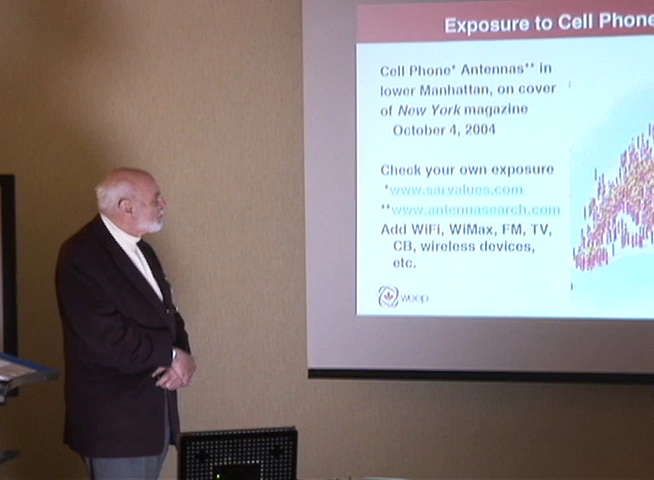 Exposure to Cell Phone
Cell Phone* Antennas** in
lower Manhattan, on cover
of New York magazine
October 4, 2004
Check your own exposure
*www.sarvalues.com
**www.antennasearch.com
Add WiFi, WiMax, FM, TV,
CB, wireless devices,
etc.
weep